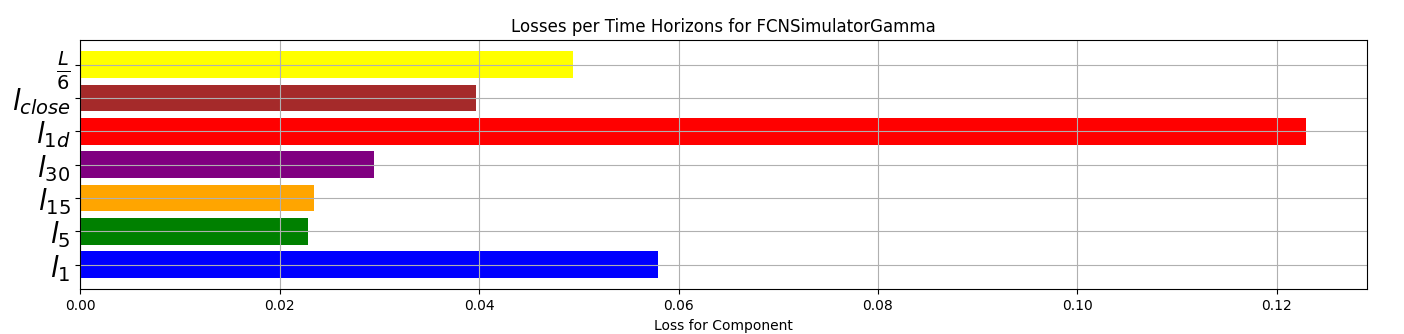 Losses per Time Horizons for FCNSimulatorGamma
L/6
l_close
l_1d
l_30
l_15
l_5
l_1
0.00 0.02 0.04 0.06 0.08 0.10 0.12
Loss for Component